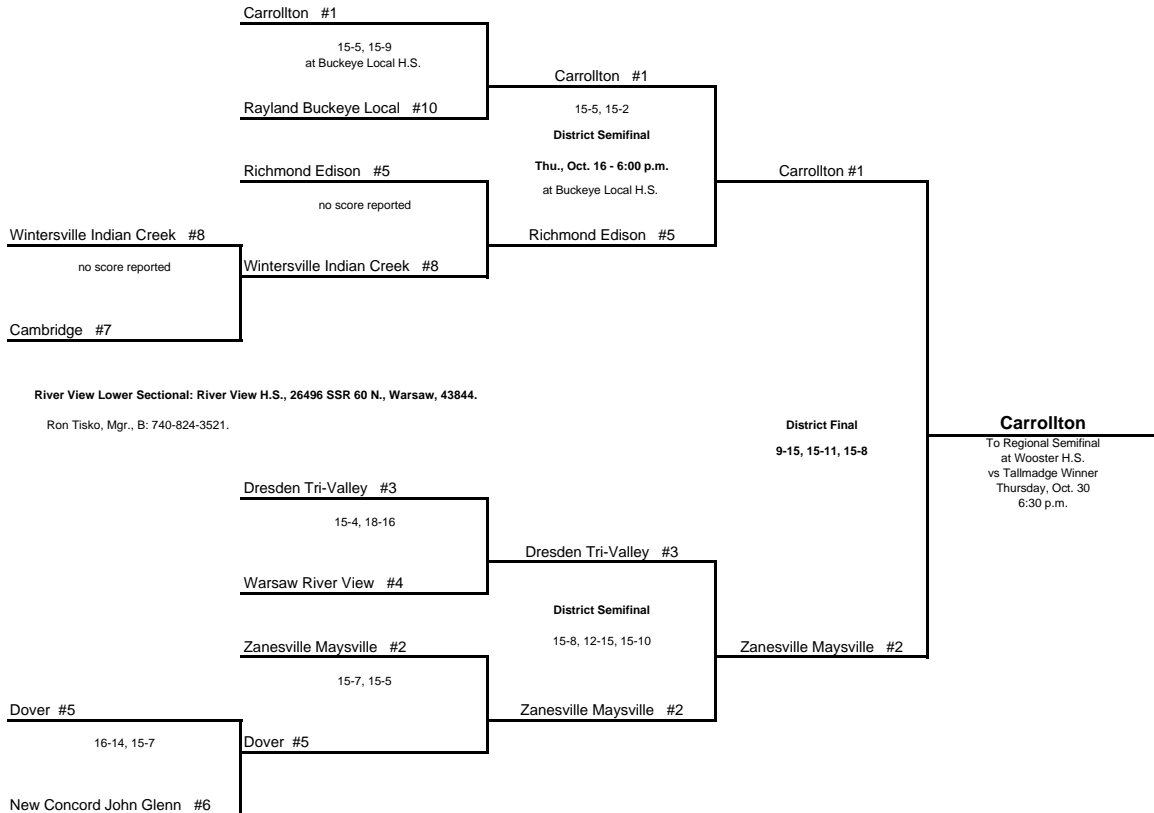 Carrollton #1
15-5, 15-9
at Buckeye Local H.S.
Carrollton #1
Rayland Buckeye Local #10
15-5, 15-2
District Semifinal
Richmond Edison #5
Thu., Oct. 16 - 6:00 p.m.
Carrollton #1
at Buckeye Local H.S.
no score reported
Wintersville Indian Creek #8
Richmond Edison #5
no score reported
Wintersville Indian Creek #8
Cambridge #7
River View Lower Sectional: River View H.S., 26496 SSR 60 N., Warsaw, 43844.
Ron Tisko, Mgr., B: 740-824-3521.
District Final
Carrollton
9-15, 15-11, 15-8
To Regional Semifinal
at Wooster H.S.
vs Tallmadge Winner
Thursday, Oct. 30
6:30 p.m.
Dresden Tri-Valley #3
15-4, 18-16
Dresden Tri-Valley #3
Warsaw River View #4
District Semifinal
15-8, 12-15, 15-10
Zanesville Maysville #2
Zanesville Maysville #2
15-7, 15-5
Dover #5
Zanesville Maysville #2
16-14, 15-7
Dover #5
New Concord John Glenn #6